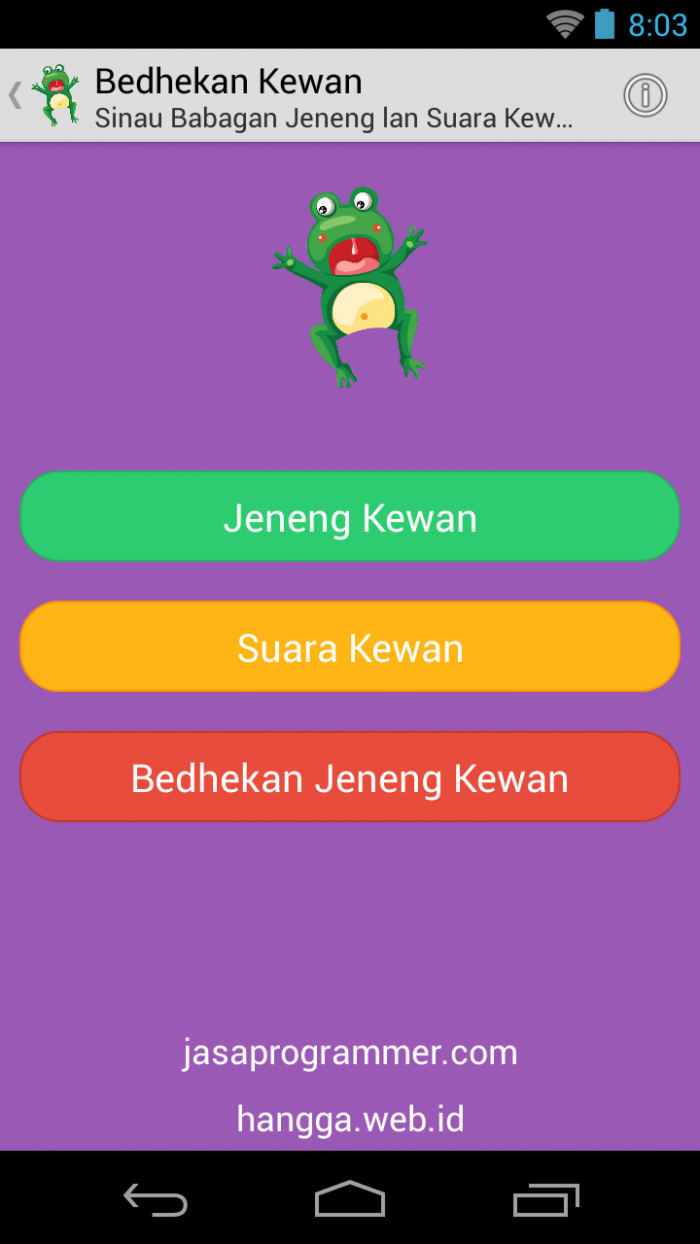 8:03
Bedhekan Kewan
Sinau Babagan Jeneng lan Suara Kew...
Jeneng Kewan
Suara Kewan
Bedhekan Jeneng Kewan
jasaprogrammer.com
hangga.web.id